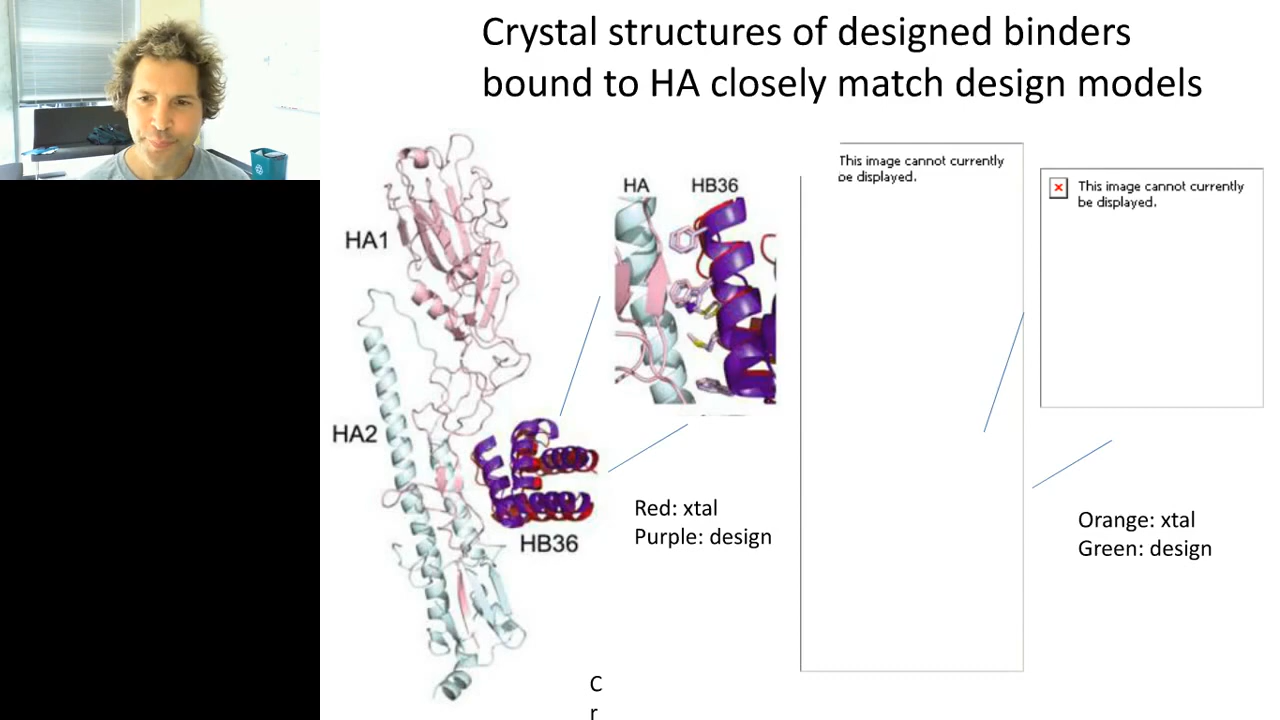 Crystal structures of designed binders
bound to HA closely match design models
HA1
HA2
HA HB36
HB36
Red: xtal
Purple: design
This image cannot currently
be displayed.
This image cannot currently
be displayed.
Orange: xtal
Green: design
C
r